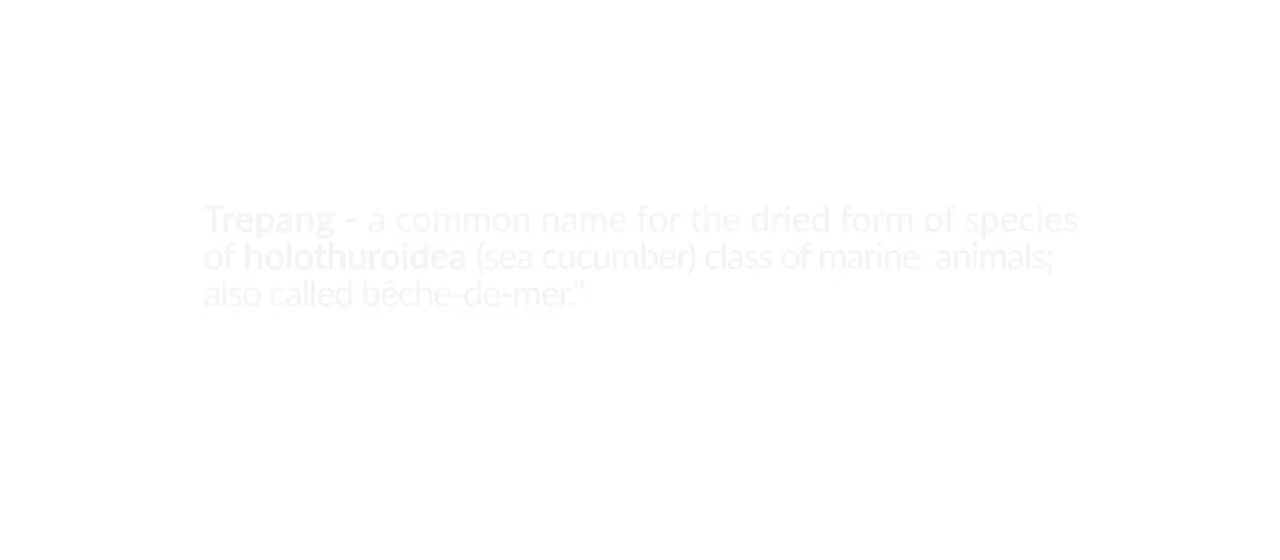 Trepang - a common name for the dried form of species
of holothuroidea (sea cucumber) class of marine animals;
also called bêche-de-mer."